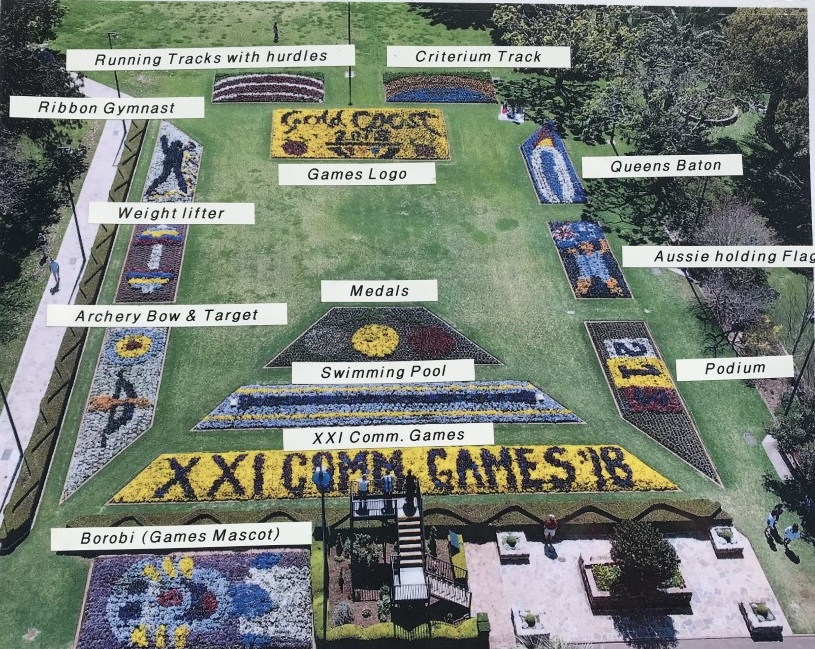 Running Tracks with hurdles
Criterium Track
Ribbon Gymnast
Gold Coast
2018
Games Logo
Queens Baton
Weight lifter
Aussie holding Flag
Medals
Archery Bow & Target
Swimming Pool
2 1 3
Podium
XXI Comm. Games
XXI COMM. GAMES '18
Borobi (Games Mascot)